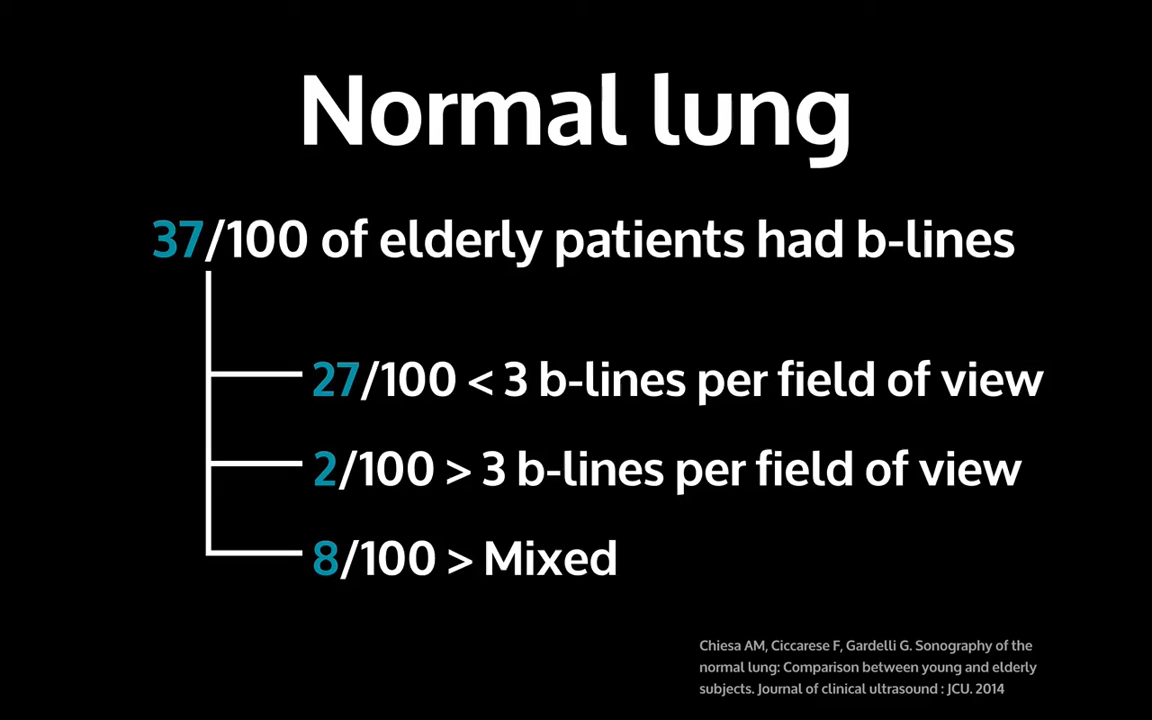 Normal lung
37/100 of elderly patients had b-lines
27/100 < 3 b-lines per field of view
2/100 > 3 b-lines per field of view
8/100 > Mixed
Chiesa AM, Ciccarese F, Gardelli G. Sonography of the
normal lung: Comparison between young and elderly
subjects. Journal of clinical ultrasound : JCU. 2014